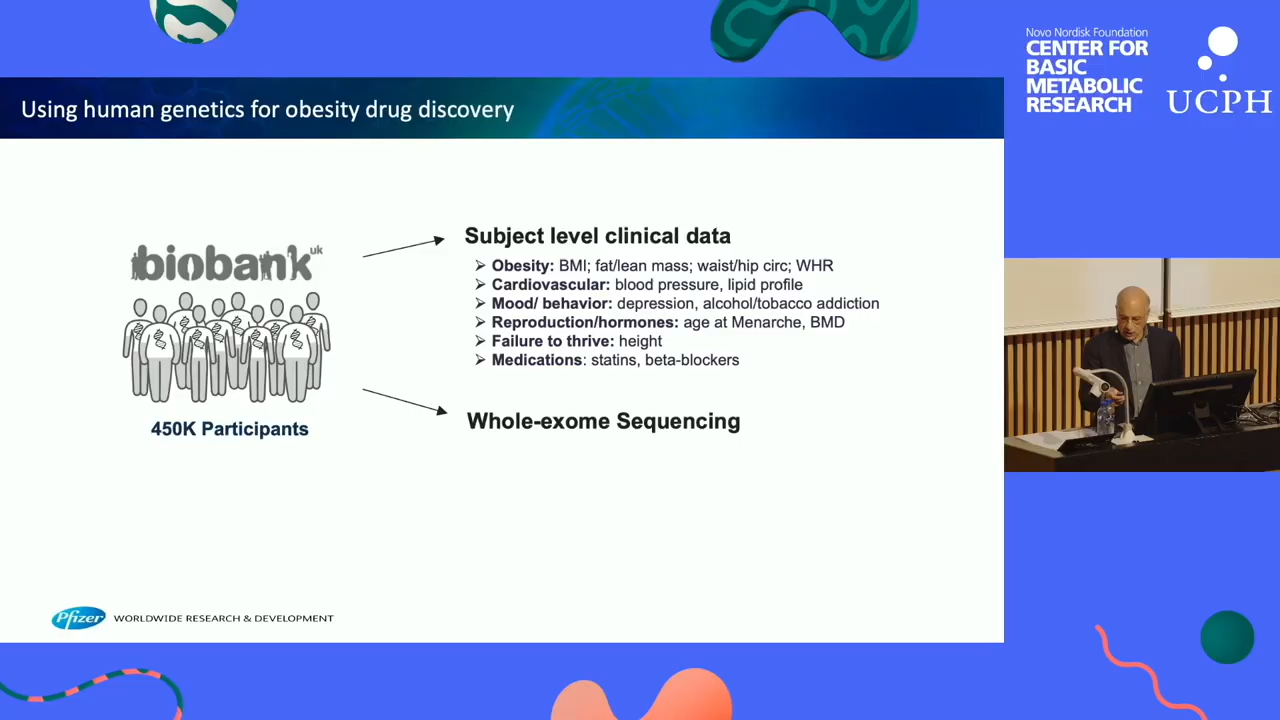 Using human genetics for obesity drug discovery
biobank uk
450K Participants
Subject level clinical data
➢ Obesity: BMI; fat/lean mass; waist/hip circ; WHR
➢ Cardiovascular: blood pressure, lipid profile
➢ Mood/ behavior: depression, alcohol/tobacco addiction
➢ Reproduction/hormones: age at Menarche, BMD
➢ Failure to thrive: height
➢ Medications: statins, beta-blockers
Whole-exome Sequencing
Pfizer WORLDWIDE RESEARCH & DEVELOPMENT
Novo Nordisk Foundation
CENTER FOR
BASIC
METABOLIC
RESEARCH
UCPH